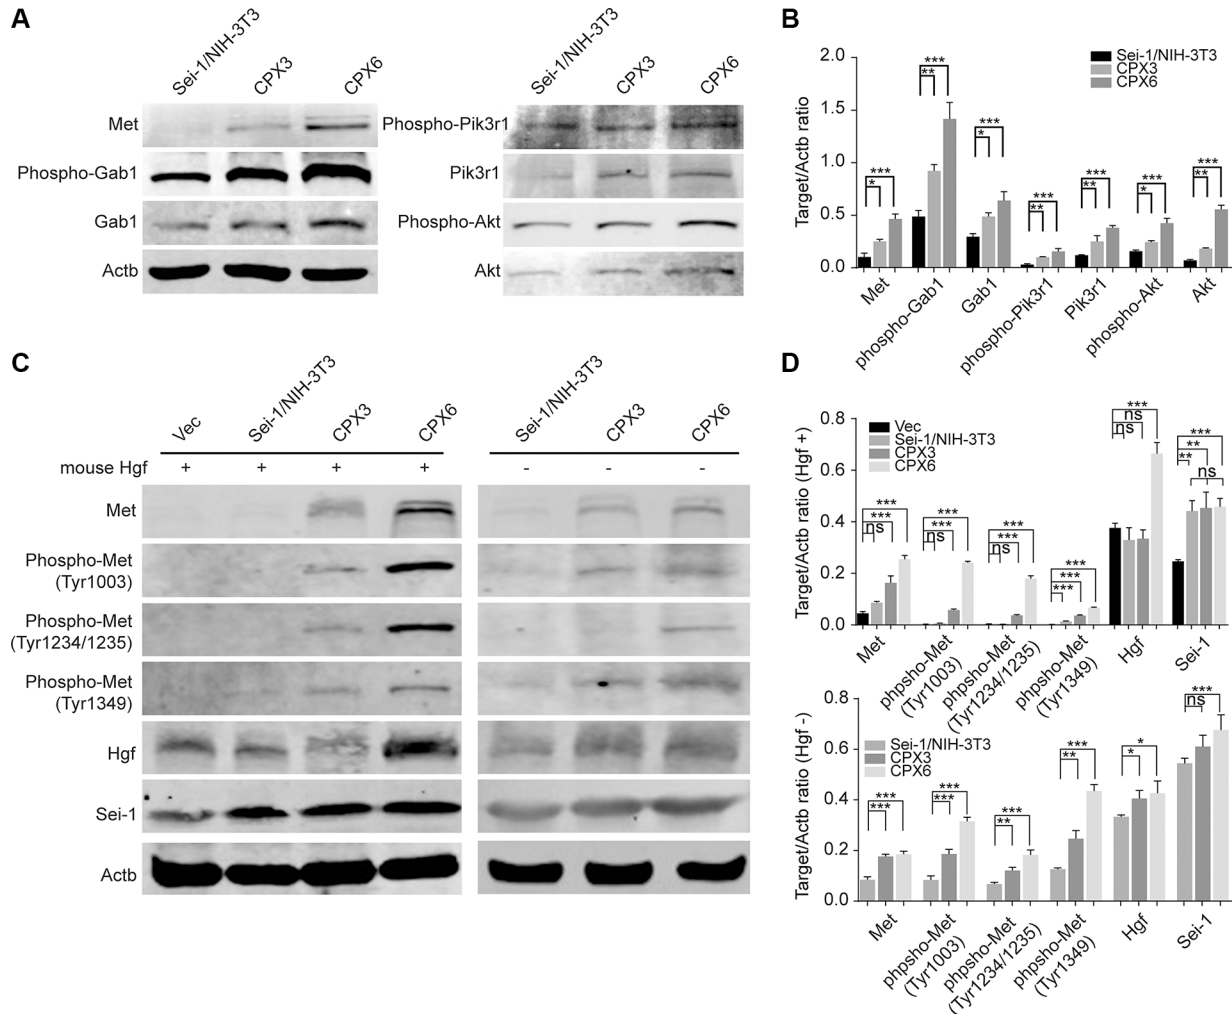 A
Sei-1/NIH-3T3
CPX3
CPX6
Met
Phospho-Gab1
Gab1
Actb
Sei-1/NIH-3T3
CPX3
CPX6
Phospho-Pik3r1
Pik3r1
Phospho-Akt
Akt
B
Sei-1/NIH-3T3
CPX3
CPX6
Target/Actb ratio
2.0
1.5
1.0
0.5
0.0
* ***
** ***
* ***
** ***
** ***
* ***
** ***
Met
phospho-Gab1
Gab1
phospho-Pik3r1
Pik3r1
phospho-Akt
Akt
C
Vec
Sei-1/NIH-3T3
CPX3
CPX6
Sei-1/NIH-3T3
CPX3
CPX6
mouse Hgf + + + + - - -
Met
Phospho-Met
(Tyr1003)
Phospho-Met
(Tyr1234/1235)
Phospho-Met
(Tyr1349)
Hgf
Sei-1
Actb
D
Vec
Sei-1/NIH-3T3
CPX3
CPX6
Target/Actb ratio (Hgf +)
0.8
0.6
0.4
0.2
0.0
***
***
ns
***
***
ns
***
***
ns
***
***
***
***
ns
ns
***
**
**
ns
Met
phpsho-Met
(Tyr1003)
phpsho-Met
(Tyr1234/1235)
phpsho-Met
(Tyr1349)
Hgf
Sei-1
Sei-1/NIH-3T3
CPX3
CPX6
Target/Actb ratio (Hgf -)
0.8
0.6
0.4
0.2
0.0
***
***
***
***
***
**
***
**
*
*
***
ns
Met
phpsho-Met
(Tyr1003)
phpsho-Met
(Tyr1234/1235)
phpsho-Met
(Tyr1349)
Hgf
Sei-1